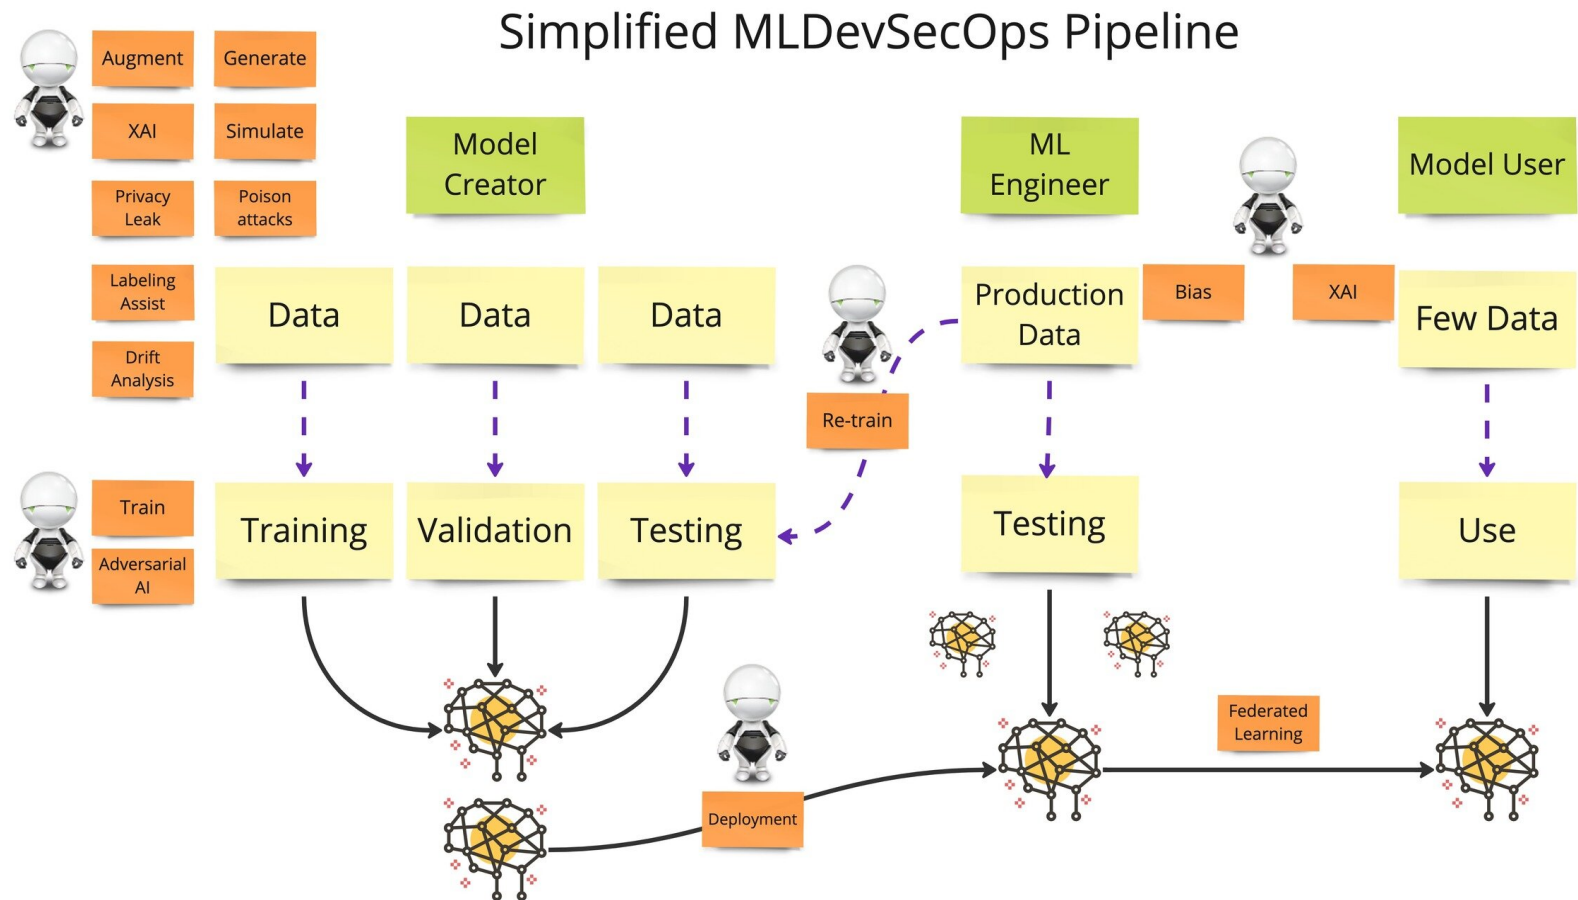 Simplified MLDevSecOps Pipeline
Augment
Generate
XAI
Simulate
Privacy
Leak
Poison
attacks
Labeling
Assist
Drift
Analysis
Model
Creator
ML
Engineer
Model User
Data
Data
Data
Production
Data
Bias
XAI
Few Data
Re-train
Train
Adversarial
AI
Training
Validation
Testing
Testing
Use
Federated
Learning
Deployment